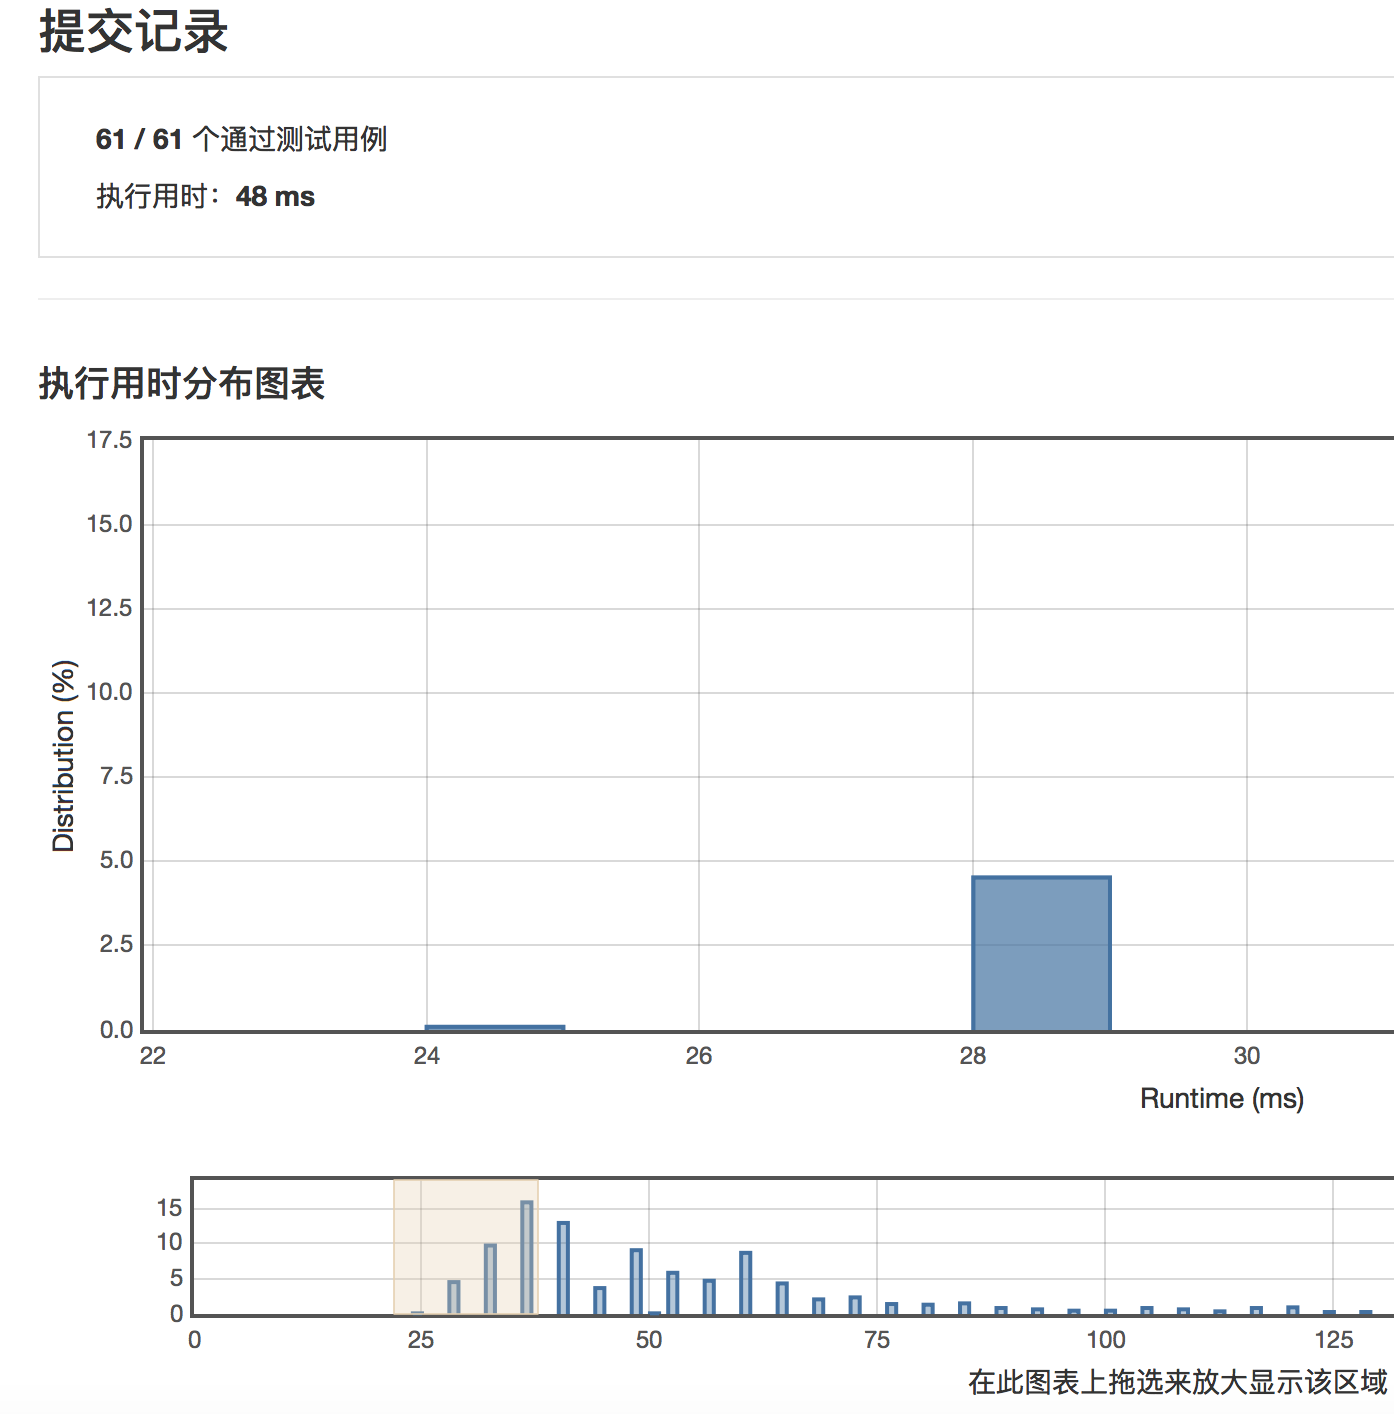 提交记录
61 / 61 个通过测试用例
执行用时：48 ms
执行用时分布图表
17.5
15.0
12.5
10.0
7.5
5.0
2.5
0.0
Distribution (%)
22 24 26 28 30
Runtime (ms)
15
10
5
0
0 25 50 75 100 125
在此图表上拖选来放大显示该区域